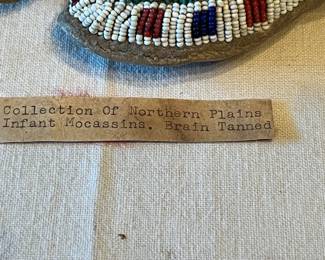 Collection Of Northern Plains
Infant Mocassins. Brain Tanned